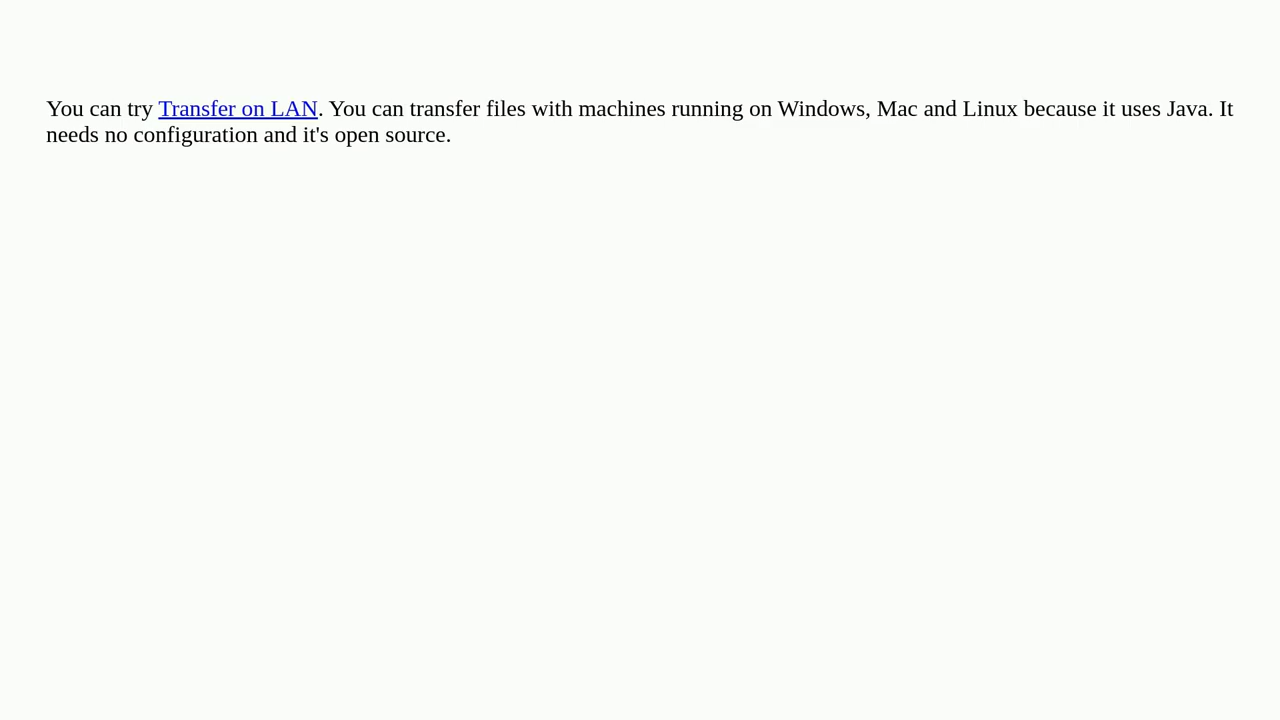 You can try Transfer on LAN. You can transfer files with machines running on Windows, Mac and Linux because it uses Java. It
needs no configuration and it's open source.